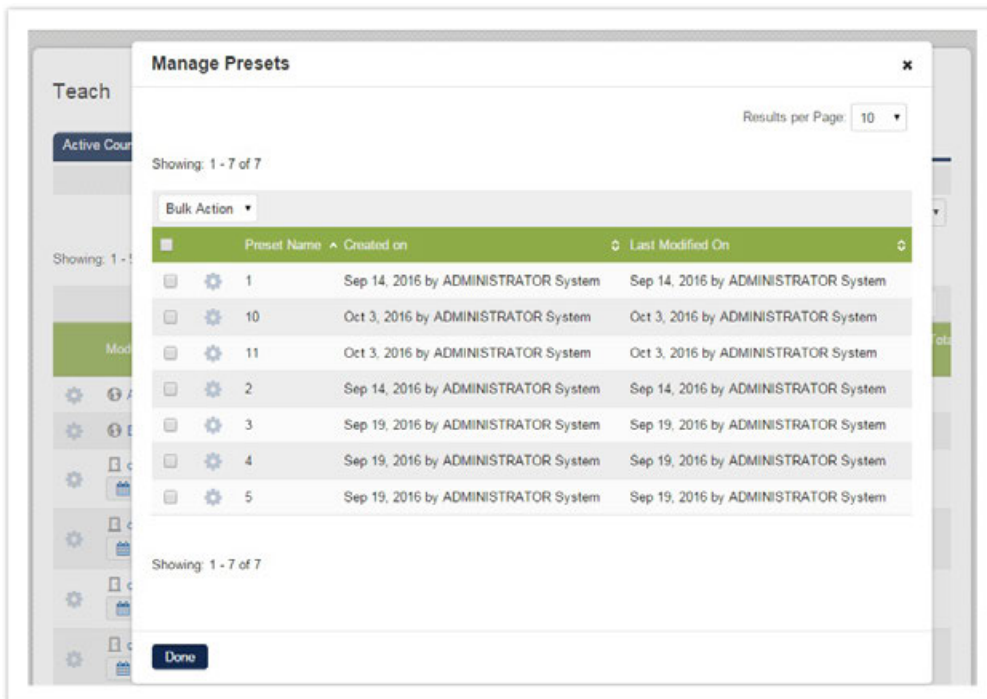 Manage Presets
Teach
Results per Page: 10
Active Cour
Showing: 1 - 7 of 7
Bulk Action
Preset Name Created on Last Modified On
Showing: 1 -
1 Sep 14, 2016 by ADMINISTRATOR System Sep 14, 2016 by ADMINISTRATOR System
10 Oct 3, 2016 by ADMINISTRATOR System Oct 3, 2016 by ADMINISTRATOR System
Mod
11 Oct 3, 2016 by ADMINISTRATOR System Oct 3, 2016 by ADMINISTRATOR System
2 Sep 14, 2016 by ADMINISTRATOR System Sep 14, 2016 by ADMINISTRATOR System
3 Sep 19, 2016 by ADMINISTRATOR System Sep 19, 2016 by ADMINISTRATOR System
4 Sep 19, 2016 by ADMINISTRATOR System Sep 19, 2016 by ADMINISTRATOR System
5 Sep 19, 2016 by ADMINISTRATOR System Sep 19, 2016 by ADMINISTRATOR System
Showing: 1 - 7 of 7
Done